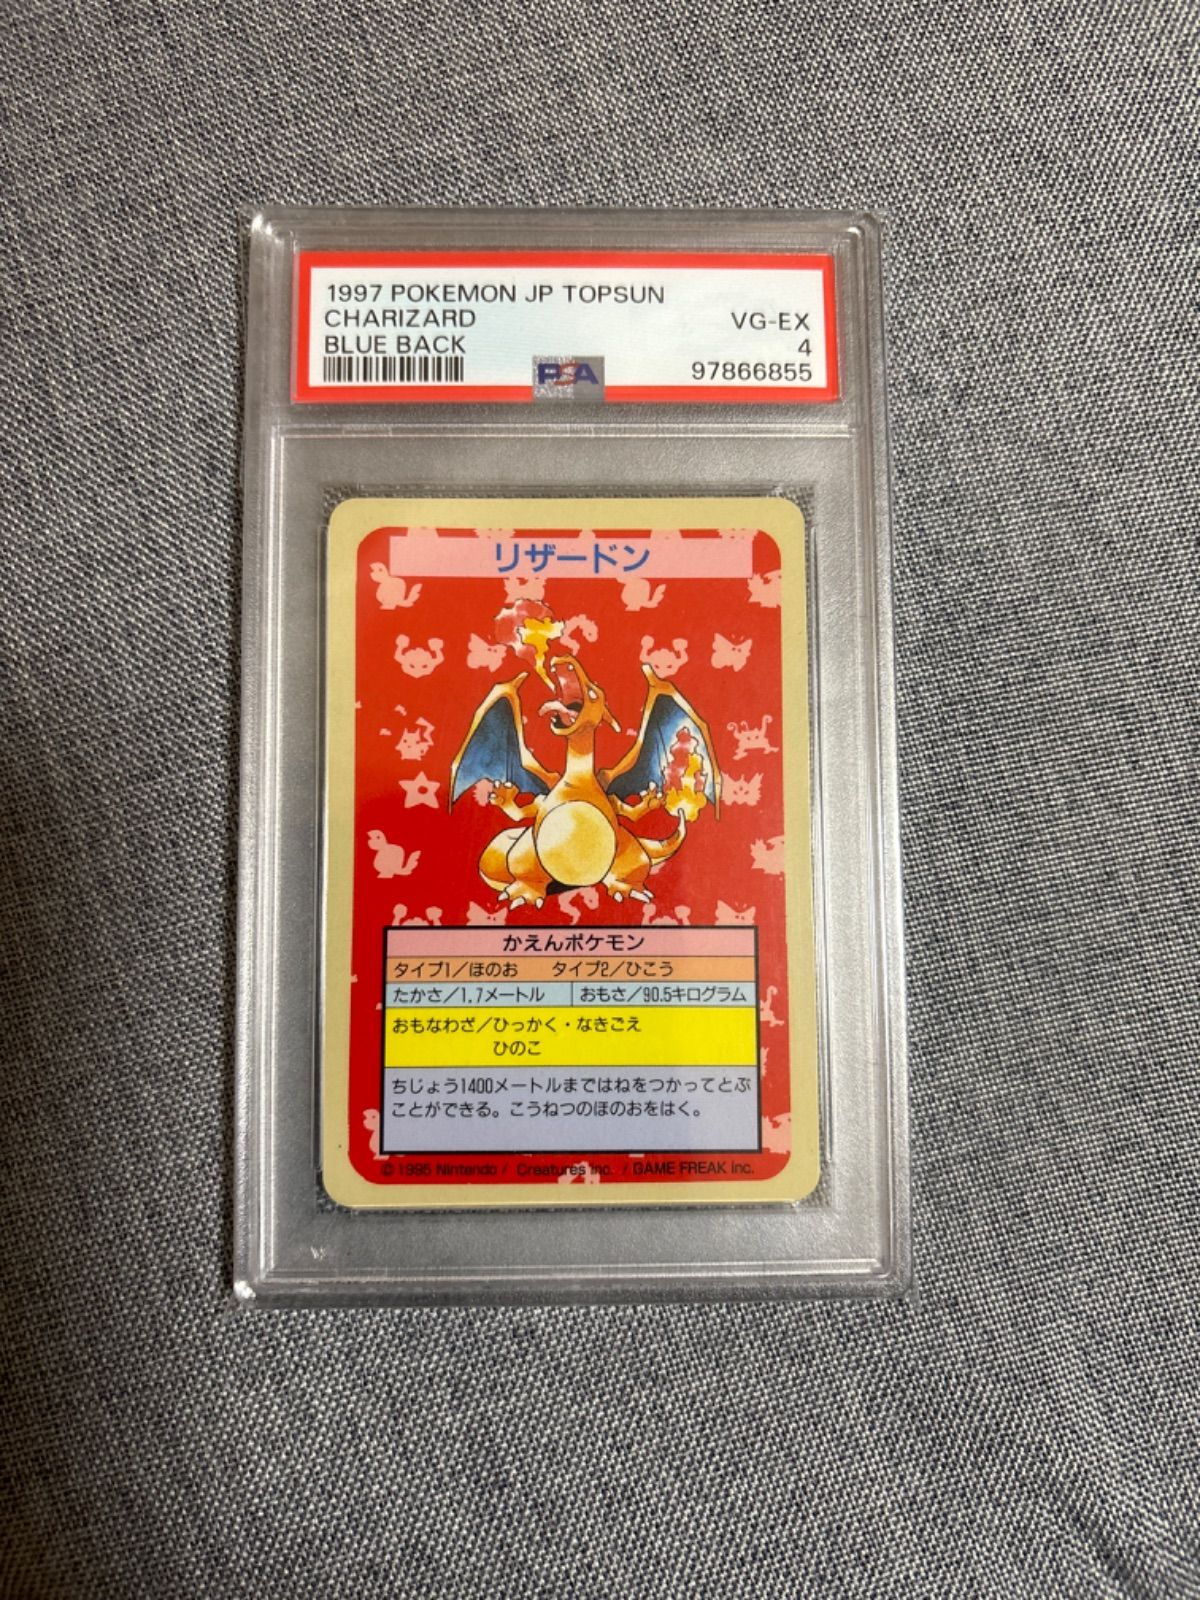 1997 POKEMON JP TOPSUN
CHARIZARD
VG-EX
BLUE BACK
4
PSA
97866855
リザードン
かえんポケモン
タイプ1/ほのお タイプ2/ひこう
たかさ/1.7メートル おもさ/90.5キログラム
おもなわざ/ひっかく・なきごえ
ひのこ
ちじょう1400メートルまではねをつかってとぶ
ことができる。こうねつのほのおをはく。
© 1995 Nintendo / Creatures inc. / GAME FREAK inc.